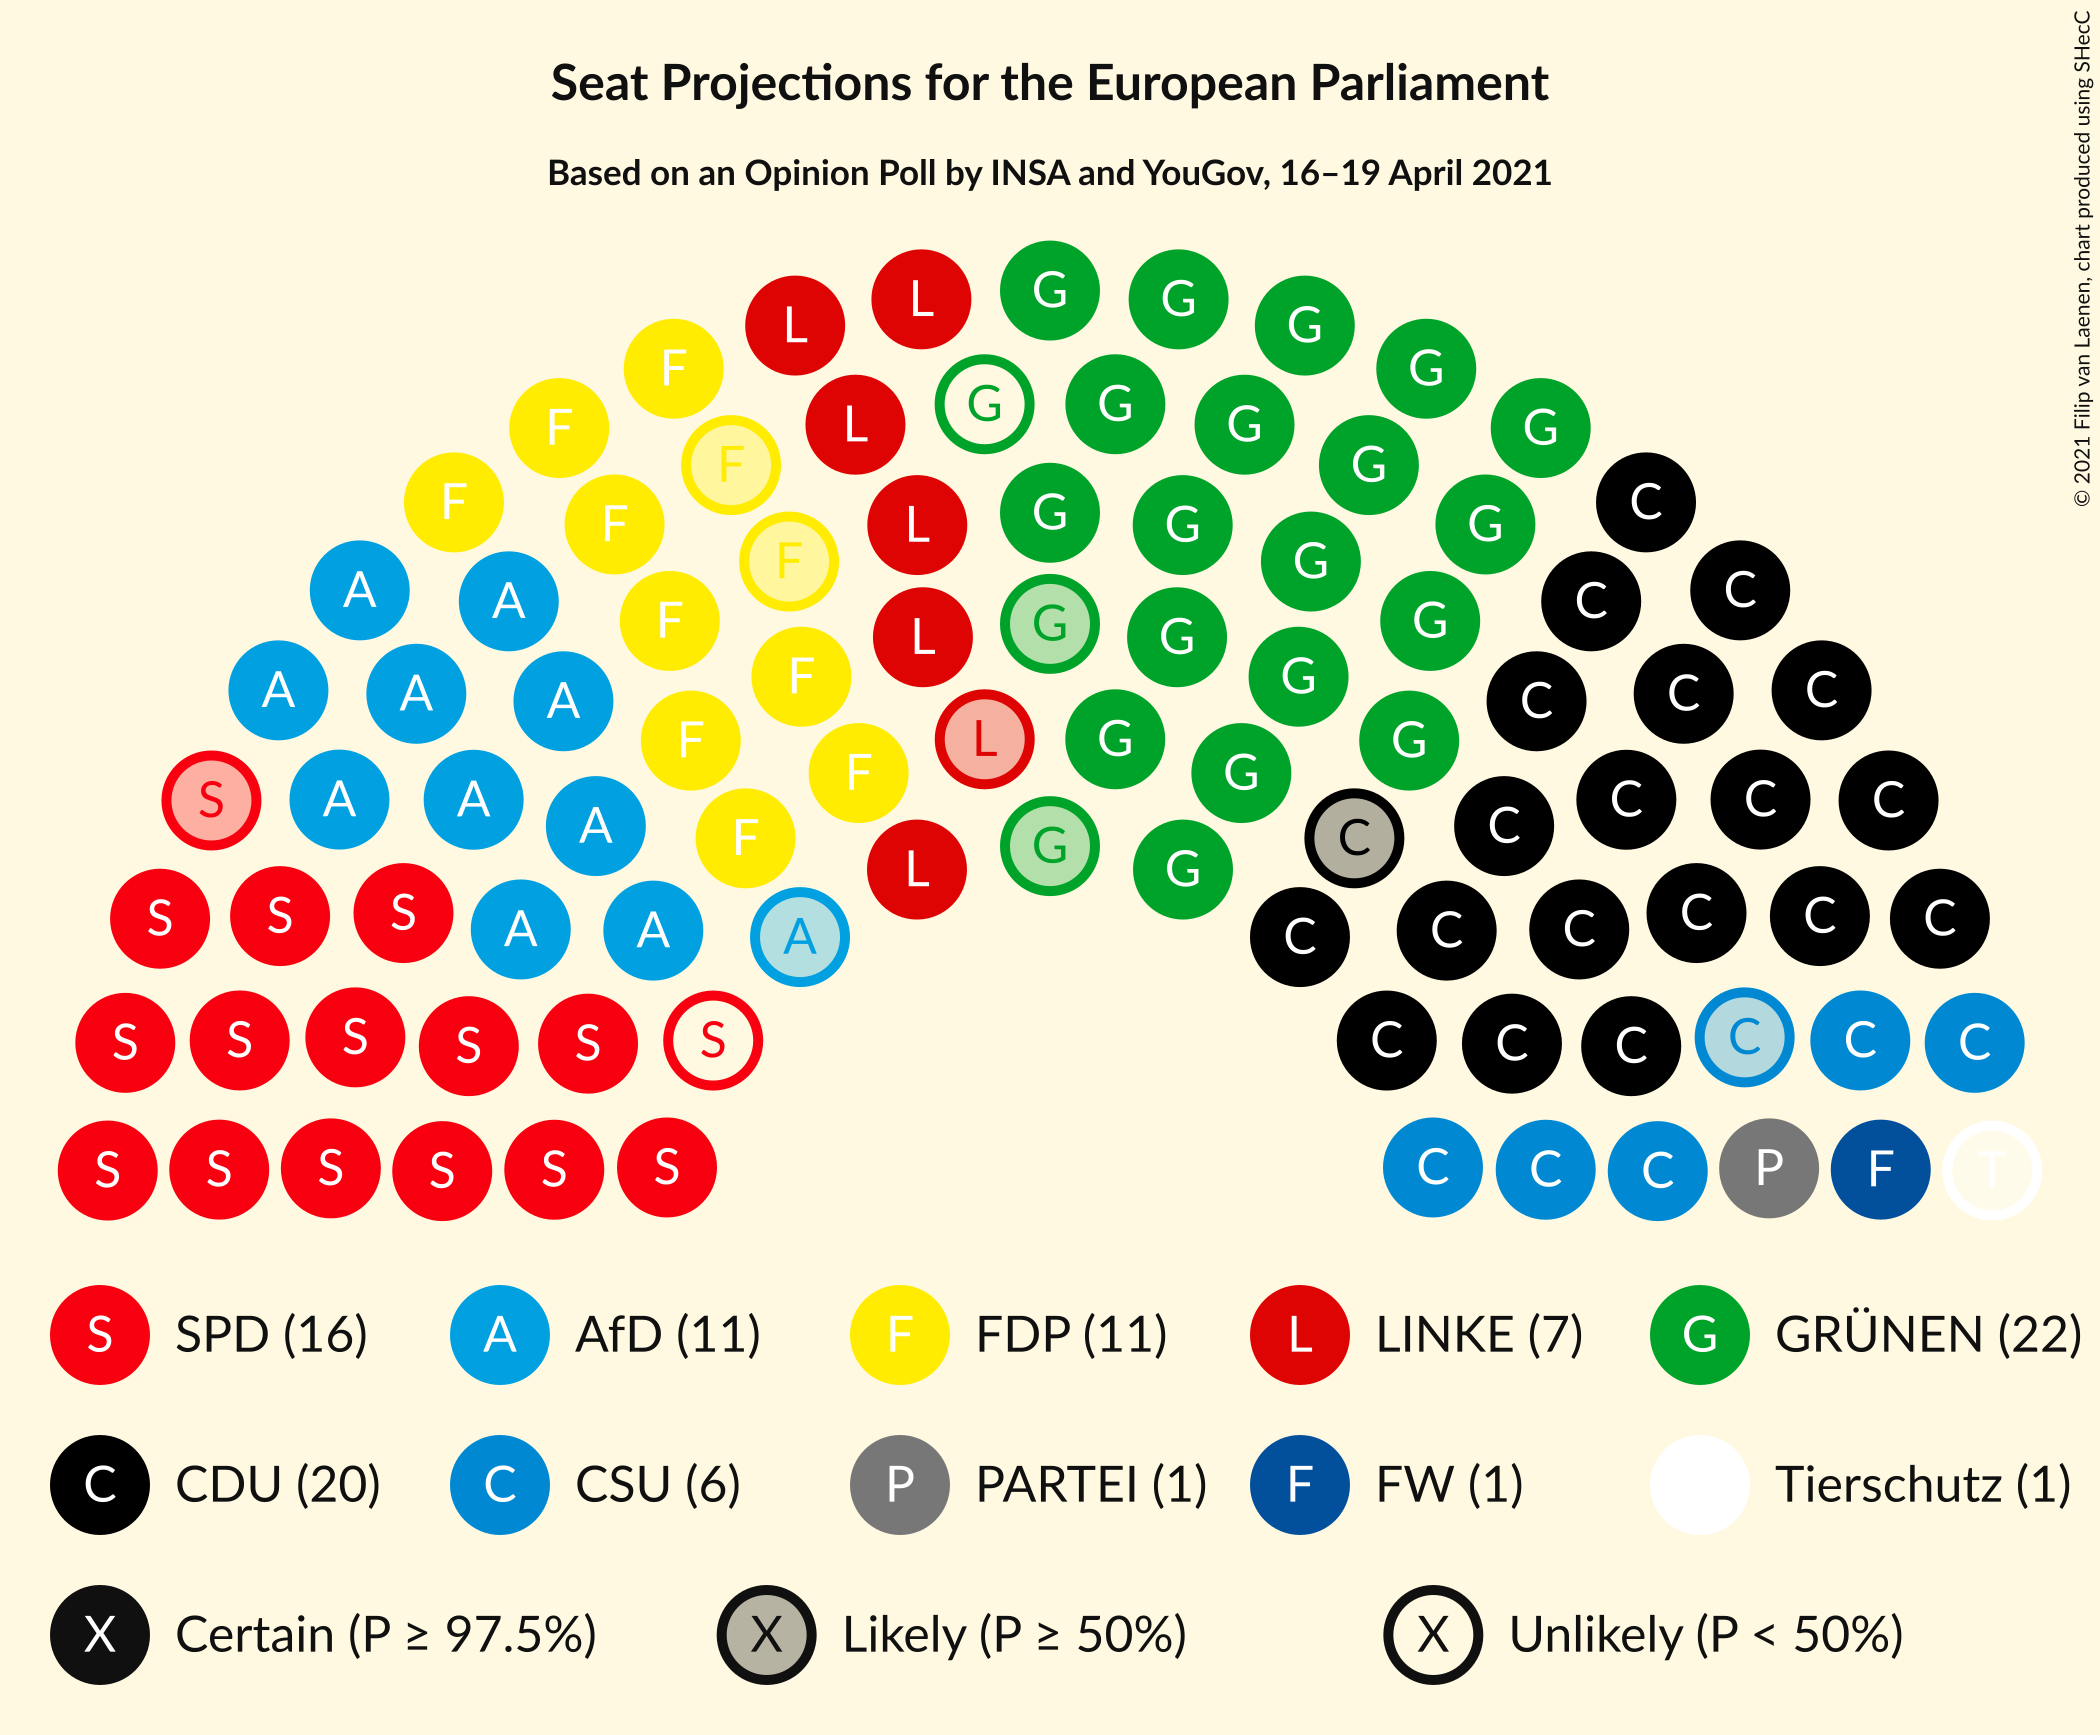 Seat Projections for the European Parliament
Based on an Opinion Poll by INSA and YouGov, 16–19 April 2021
© 2021 Filip van Laenen, chart produced using SHecC
L G G G
L G
F G
F L G G G G
F F G
F L G G G C
A A F F G C C
A A A F F L G G G G C C C
S A A A F F L G G C C C C C
S S S A A F A L G G C C C C C C C
S S S S S S C C C C C C
S S S S S S C C C P F T
S SPD (16) A AfD (11) F FDP (11) L LINKE (7) G GRÜNEN (22)
C CDU (20) C CSU (6) P PARTEI (1) F FW (1) Tierschutz (1)
X Certain (P ≥ 97.5%) X Likely (P ≥ 50%) X Unlikely (P < 50%)